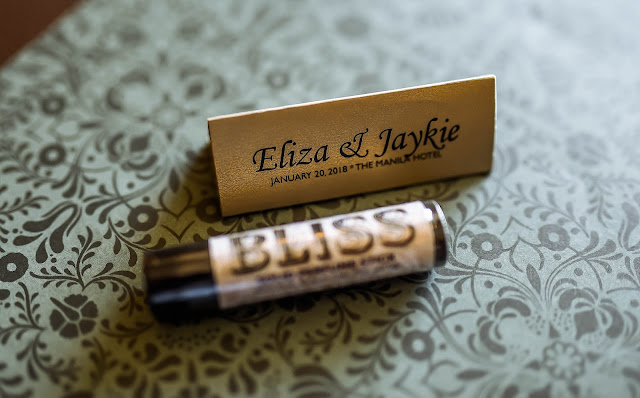 Eliza & Jaykie
JANUARY 20, 2018 * THE MANILA HOTEL
BLiSS